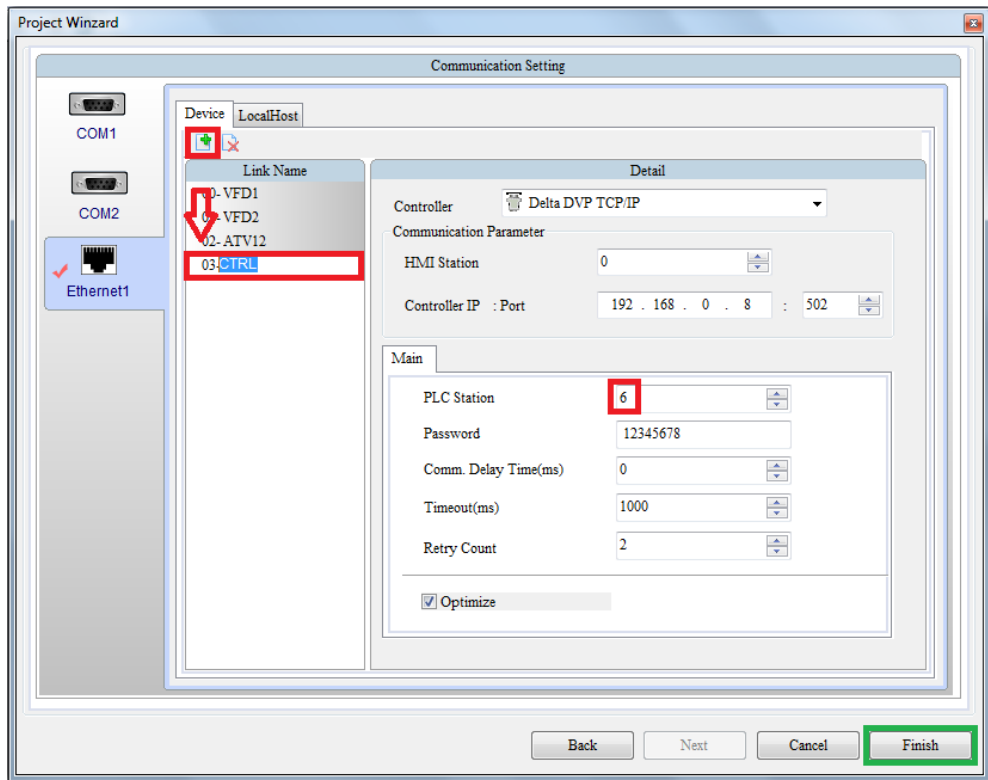 Project Winzard
Communication Setting
COM1
COM2
Ethernet1
Device LocalHost
Link Name
00- VFD1
VFD2
02- ATV12
03-CTRL
Detail
Controller Delta DVP TCP/IP
Communication Parameter
HMI Station 0
Controller IP : Port 192 . 168 . 0 . 8 : 502
Main
PLC Station 6
Password 12345678
Comm. Delay Time(ms) 0
Timeout(ms) 1000
Retry Count 2
Optimize
Back Next Cancel Finish